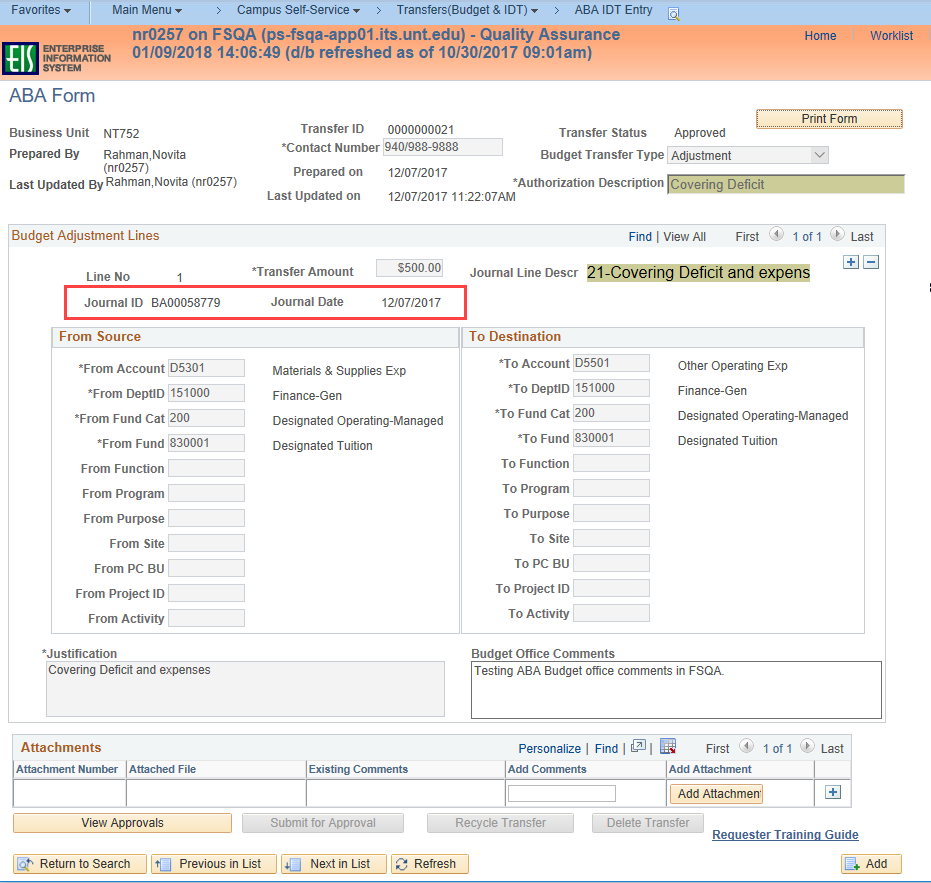 Favorites Main Menu > Campus Self-Service > Transfers(Budget & IDT) > ABA IDT Entry
nr0257 on FSQA (ps-fsqa-app01.its.unt.edu) - Quality Assurance
01/09/2018 14:06:49 (d/b refreshed as of 10/30/2017 09:01am)
Home Worklist
EIS ENTERPRISE
INFORMATION
SYSTEM
ABA Form
Print Form
Business Unit NT752 Transfer ID 0000000021 Transfer Status Approved
*Contact Number 940/988-9888
Prepared By Rahman,Novita
(nr0257)
Budget Transfer Type Adjustment
Prepared on 12/07/2017
Last Updated By Rahman,Novita (nr0257) *Authorization Description Covering Deficit
Last Updated on 12/07/2017 11:22:07AM
Budget Adjustment Lines Find | View All First 1 of 1 Last
Line No 1 *Transfer Amount $500.00 Journal Line Descr 21-Covering Deficit and expens
Journal ID BA00058779 Journal Date 12/07/2017
From Source
*From Account D5301 Materials & Supplies Exp
*From DeptID 151000 Finance-Gen
*From Fund Cat 200 Designated Operating-Managed
*From Fund 830001 Designated Tuition
From Function
From Program
From Purpose
From Site
From PC BU
From Project ID
From Activity
To Destination
*To Account D5501 Other Operating Exp
*To DeptID 151000 Finance-Gen
*To Fund Cat 200 Designated Operating-Managed
*To Fund 830001 Designated Tuition
To Function
To Program
To Purpose
To Site
To PC BU
To Project ID
To Activity
*Justification
Covering Deficit and expenses
Budget Office Comments
Testing ABA Budget office comments in FSQA.
Attachments Personalize | Find | | First 1 of 1 Last
Attachment Number Attached File Existing Comments Add Comments Add Attachment
Add Attachment
View Approvals Submit for Approval Recycle Transfer Delete Transfer
Requester Training Guide
Return to Search Previous in List Next in List Refresh Add